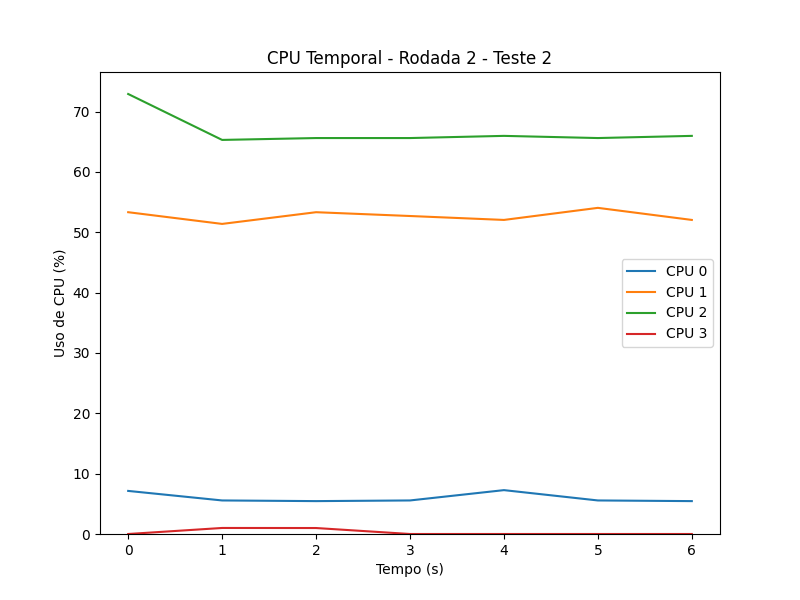 CPU Temporal - Rodada 2 - Teste 2
Uso de CPU (%)
70
60
50
40
30
20
10
0
CPU 0
CPU 1
CPU 2
CPU 3
0 1 2 3 4 5 6
Tempo (s)